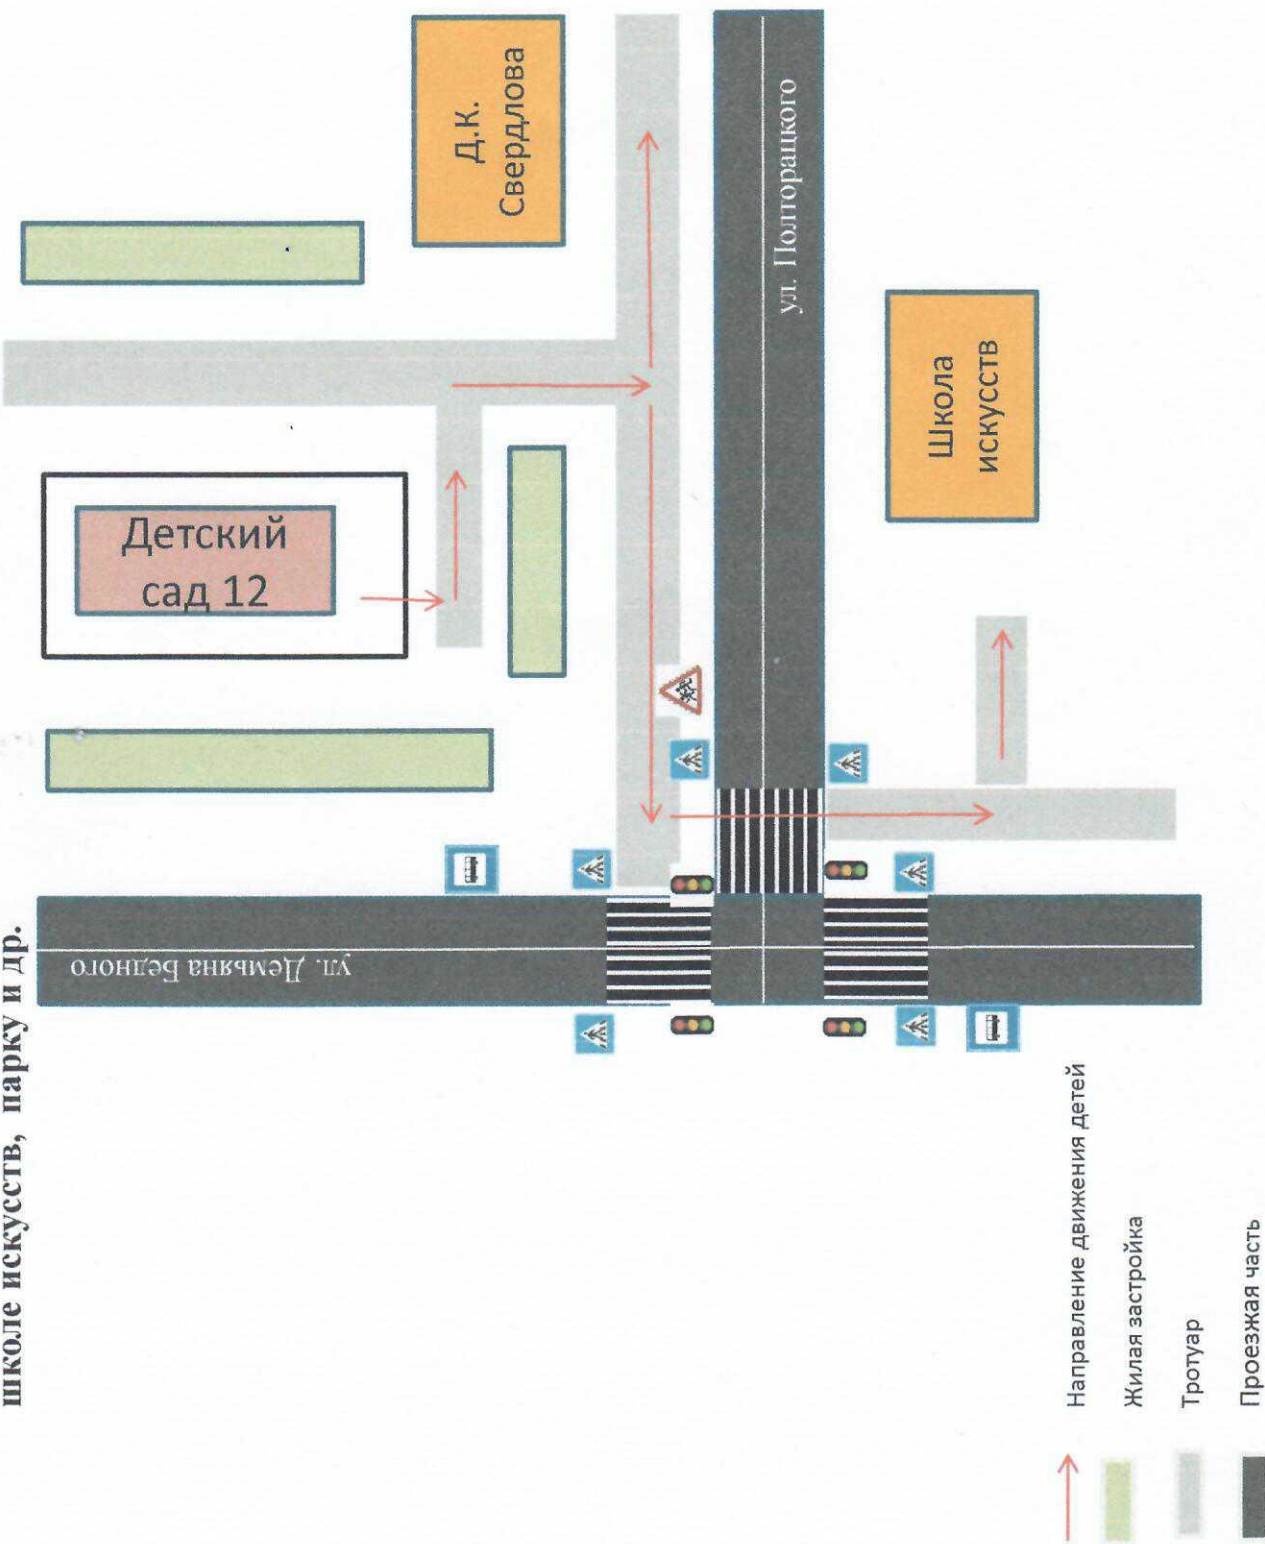 школе искусств, парку и др.
Д.К.
Свердлова
Детский
сад 12
ул. Полторацкого
Школа
искусств
ул. Демьяна Бедного
Направление движения детей
Жилая застройка
Тротуар
Проезжая часть